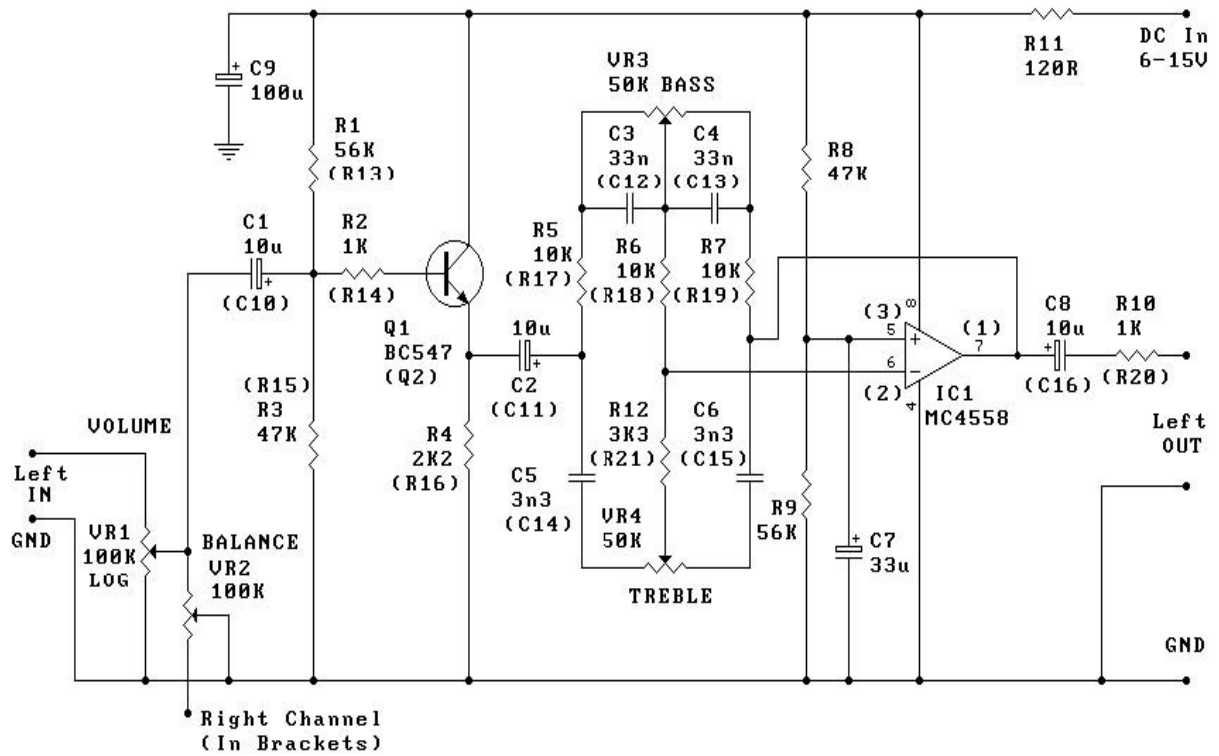 C9
100u
R1
56K
(R13)
VR3
50K BASS
R11
120R
DC In
6-15V
C3
33n
(C12)
C4
33n
(C13)
R8
47K
C1
10u
(C10)
R2
1K
(R14)
R5
10K
(R17)
R6
10K
(R18)
R7
10K
(R19)
Q1
BC547
(Q2)
10u
C2
(C11)
(3)
8
5
+
6
-
(2)
4
(1)
7
IC1
MC4558
C8
10u
(C16)
R10
1K
(R20)
(R15)
R3
47K
VOLUME
R4
2K2
(R16)
R12
3K3
(R21)
C6
3n3
(C15)
Left
OUT
Left
IN
GND
C5
3n3
(C14)
VR1
100K
LOG
BALANCE
VR2
100K
VR4
50K
TREBLE
R9
56K
C7
33u
GND
Right Channel
(In Brackets)